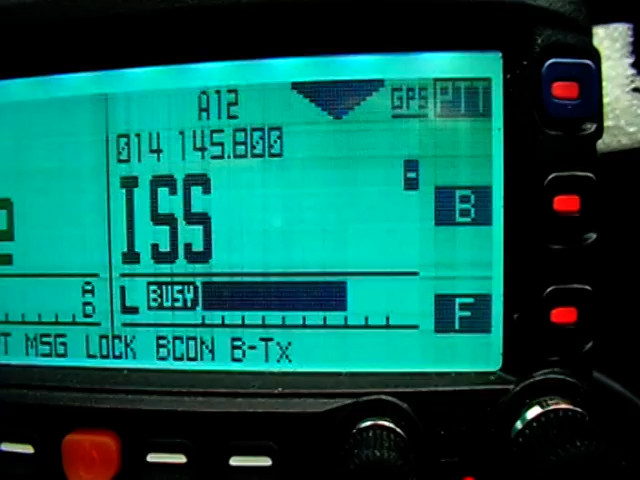 A12 GPS PTT
014 145.800
ISS
B
A
D
L BUSY
F
T MSG LOCK BCON B-Tx